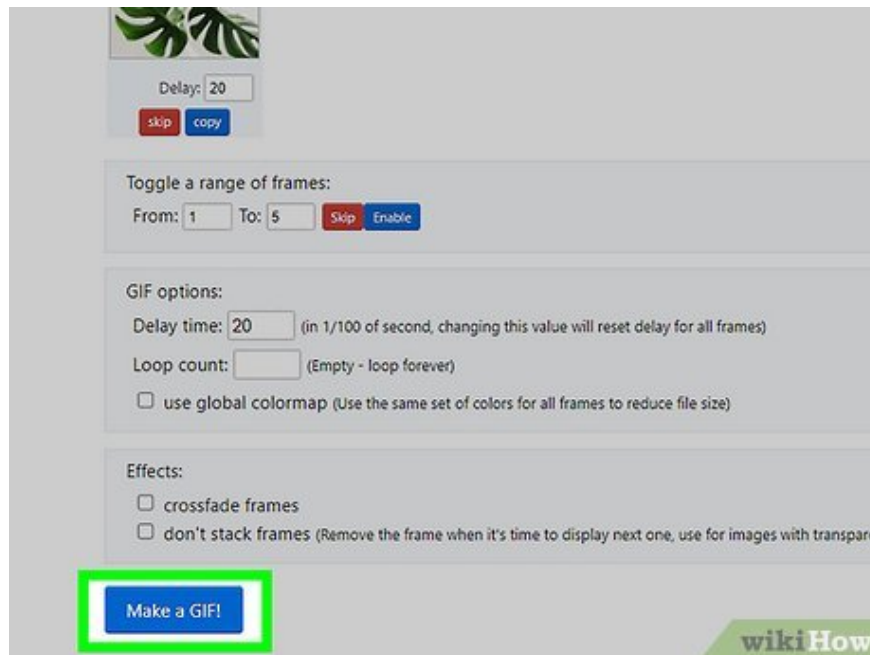 Delay: 20
skip copy
Toggle a range of frames:
From: 1 To: 5 Skip Enable
GIF options:
Delay time: 20 (in 1/100 of second, changing this value will reset delay for all frames)
Loop count: (Empty - loop forever)
use global colormap (Use the same set of colors for all frames to reduce file size)
Effects:
crossfade frames
don't stack frames (Remove the frame when it's time to display next one, use for images with
Make a GIF!
wikiHow